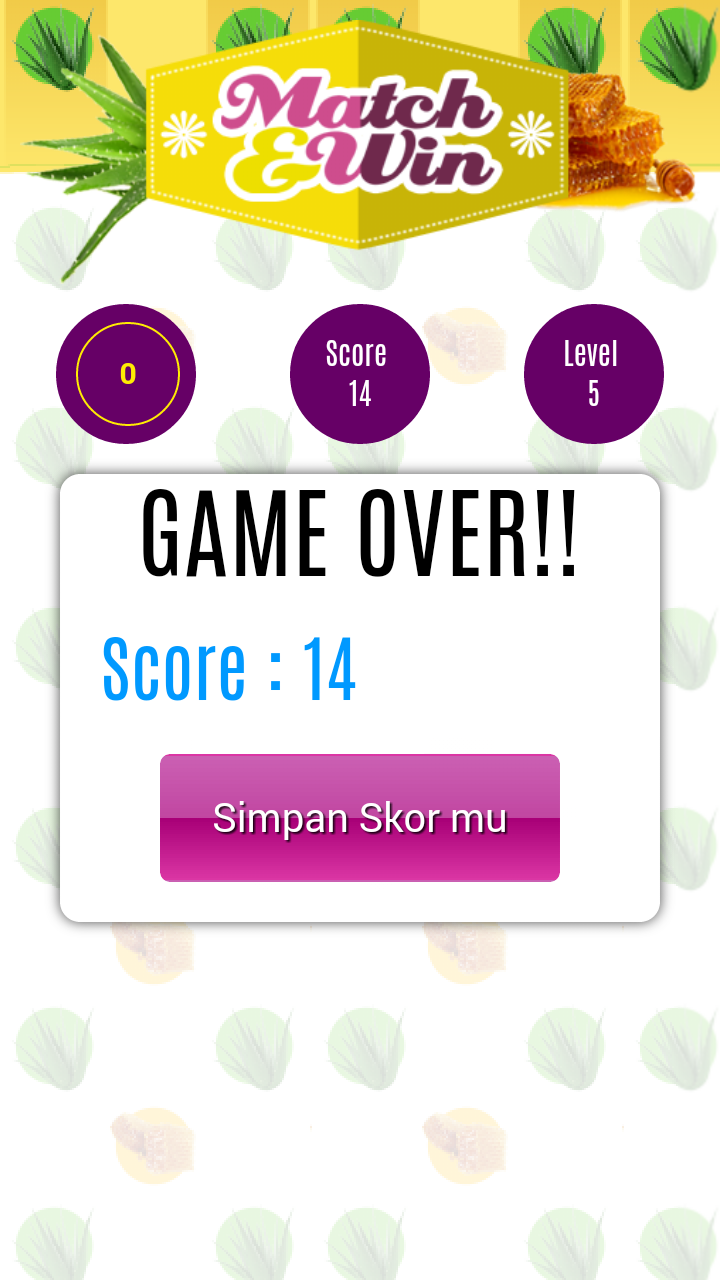 Match
&Win
0
Score
14
Level
5
GAME OVER!!
Score : 14
Simpan Skor mu